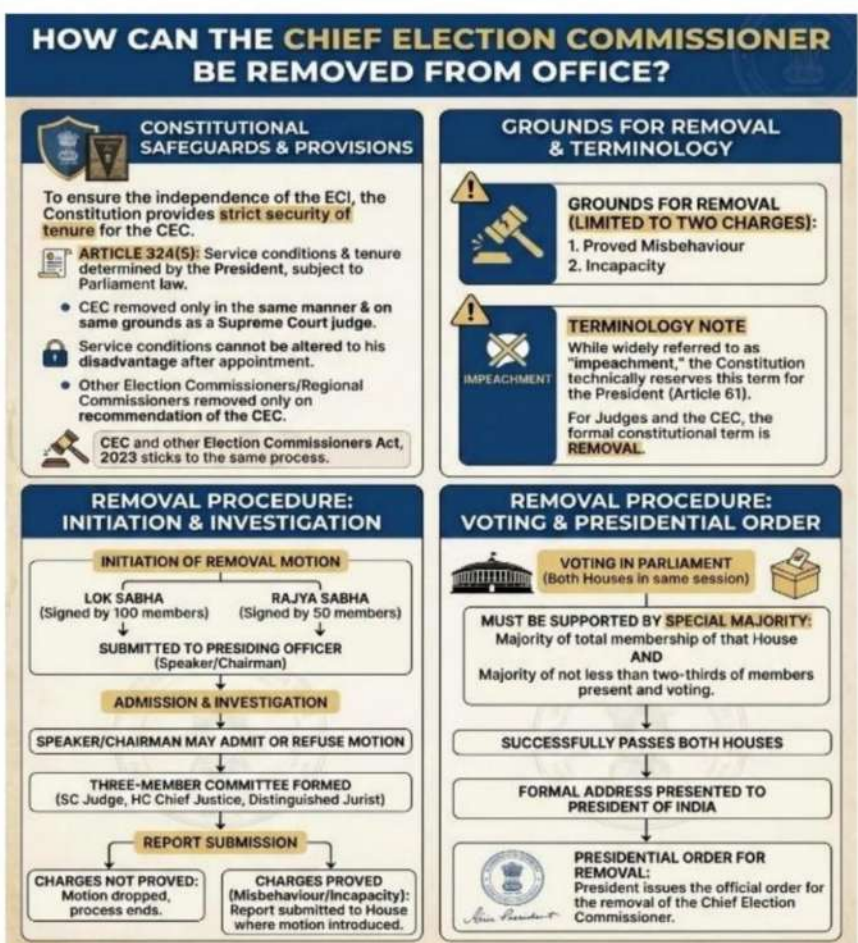 HOW CAN THE CHIEF ELECTION COMMISSIONER
BE REMOVED FROM OFFICE?
CONSTITUTIONAL
SAFEGUARDS & PROVISIONS
To ensure the independence of the ECI, the
Constitution provides strict security of
tenure for the CEC.
ARTICLE 324(5): Service conditions & tenure
determined by the President, subject to
Parliament law.
• CEC removed only in the same manner & on
same grounds as a Supreme Court judge.
Service conditions cannot be altered to his
disadvantage after appointment.
• Other Election Commissioners/Regional
Commissioners removed only on
recommendation of the CEC.
CEC and other Election Commissioners Act,
2023 sticks to the same process.
GROUNDS FOR REMOVAL
& TERMINOLOGY
GROUNDS FOR REMOVAL
(LIMITED TO TWO CHARGES):
1. Proved Misbehaviour
2. Incapacity
IMPEACHMENT
TERMINOLOGY NOTE
While widely referred to as
"impeachment," the Constitution
technically reserves this term for
the President (Article 61).
For Judges and the CEC, the
formal constitutional term is
REMOVAL.
REMOVAL PROCEDURE:
INITIATION & INVESTIGATION
INITIATION OF REMOVAL MOTION
LOK SABHA
(Signed by 100 members)
RAJYA SABHA
(Signed by 50 members)
SUBMITTED TO PRESIDING OFFICER
(Speaker/Chairman)
ADMISSION & INVESTIGATION
SPEAKER/CHAIRMAN MAY ADMIT OR REFUSE MOTION
THREE-MEMBER COMMITTEE FORMED
(SC Judge, HC Chief Justice, Distinguished Jurist)
REPORT SUBMISSION
CHARGES NOT PROVED:
Motion dropped,
process ends.
CHARGES PROVED
(Misbehaviour/Incapacity):
Report submitted to House
where motion introduced.
REMOVAL PROCEDURE:
VOTING & PRESIDENTIAL ORDER
VOTING IN PARLIAMENT
(Both Houses in same session)
MUST BE SUPPORTED BY SPECIAL MAJORITY:
Majority of total membership of that House
AND
Majority of not less than two-thirds of members
present and voting.
SUCCESSFULLY PASSES BOTH HOUSES
FORMAL ADDRESS PRESENTED TO
PRESIDENT OF INDIA
PRESIDENTIAL ORDER FOR
REMOVAL:
President issues the official order for
the removal of the Chief Election
Commissioner.